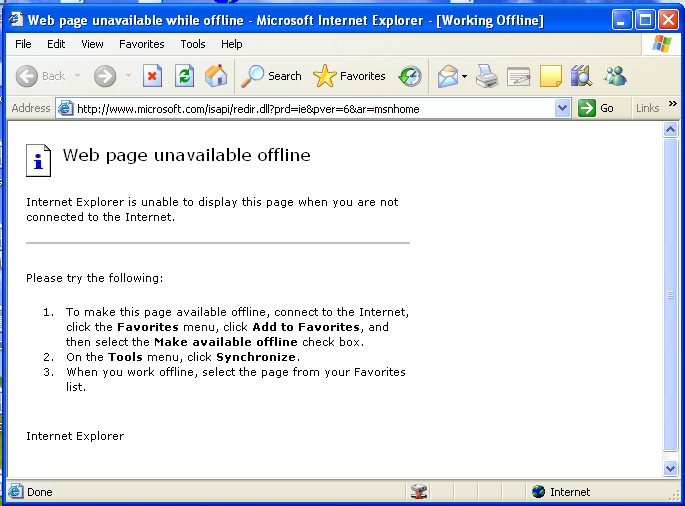 Web page unavailable while offline - Microsoft Internet Explorer - [Working Offline]
File Edit View Favorites Tools Help
Back Search Favorites
Address http://www.microsoft.com/isapi/redir.dll?prd=ie&pver=6&ar=msnhome Go Links »
Web page unavailable offline
Internet Explorer is unable to display this page when you are not
connected to the Internet.
Please try the following:
1. To make this page available offline, connect to the Internet,
click the Favorites menu, click Add to Favorites, and
then select the Make available offline check box.
2. On the Tools menu, click Synchronize.
3. When you work offline, select the page from your Favorites
list.
Internet Explorer
Done Internet